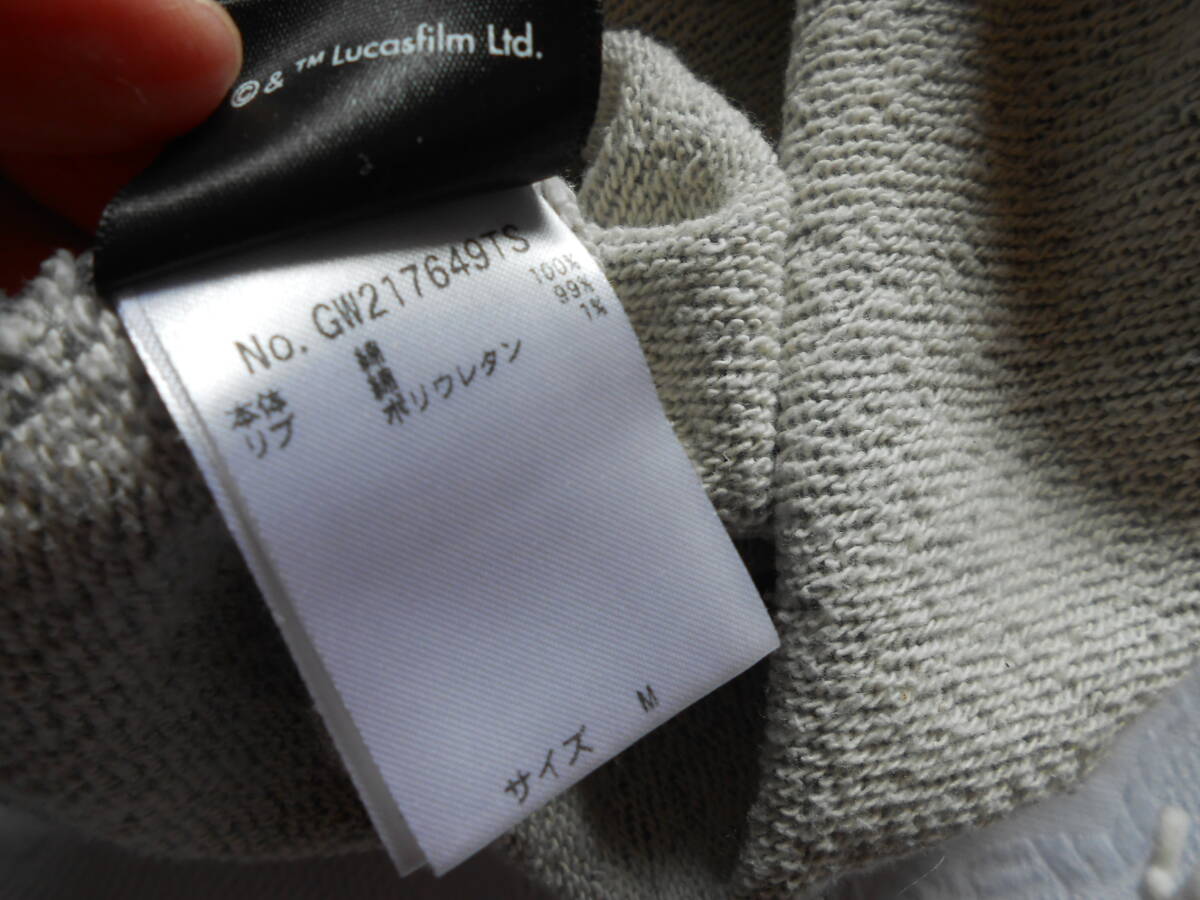 ©& ™ Lucasfilm Ltd.
No. GW217649TS
本体 綿 100%
リブ 綿 99%
ポリウレタン 1%
サイズ M